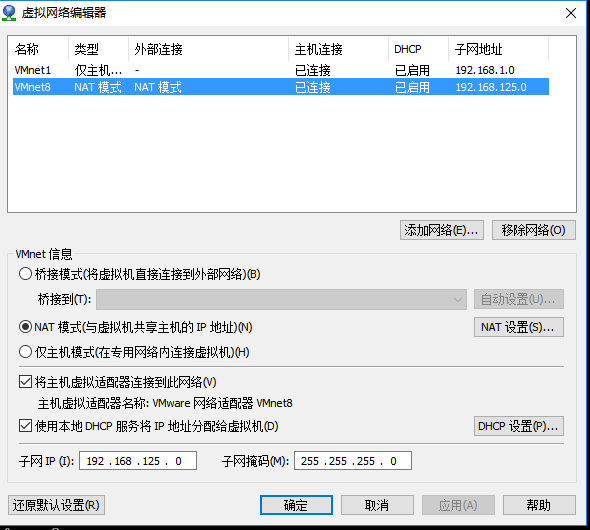 虚拟网络编辑器
名称 类型 外部连接 主机连接 DHCP 子网地址
VMnet1 仅主机... - 已连接 已启用 192.168.1.0
VMnet8 NAT 模式 NAT 模式 已连接 已启用 192.168.125.0
添加网络(E)... 移除网络(O)
VMnet 信息
桥接模式(将虚拟机直接连接到外部网络)(B)
桥接到(T): 自动设置(U)...
NAT 模式(与虚拟机共享主机的 IP 地址)(N) NAT 设置(S)...
仅主机模式(在专用网络内连接虚拟机)(H)
将主机虚拟适配器连接到此网络(V)
主机虚拟适配器名称: VMware 网络适配器 VMnet8
使用本地 DHCP 服务将 IP 地址分配给虚拟机(D) DHCP 设置(P)...
子网 IP (I): 192 . 168 . 125 . 0 子网掩码(M): 255 . 255 . 255 . 0
还原默认设置(R) 确定 取消 应用(A) 帮助